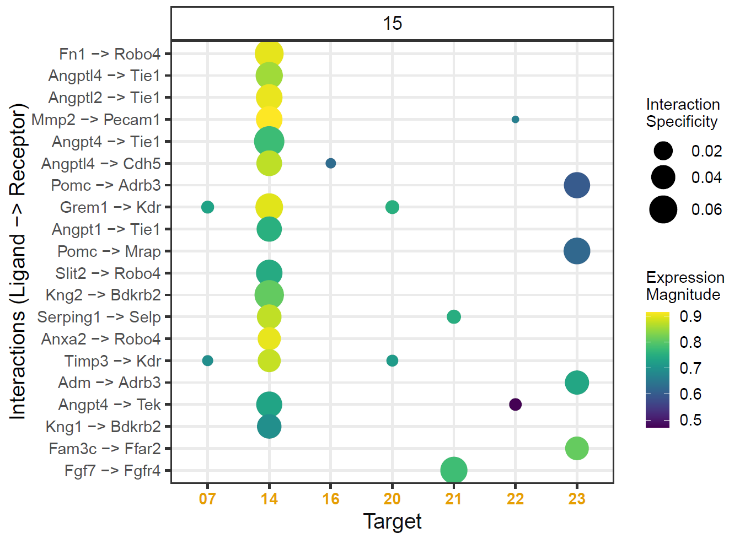 15
Interactions (Ligand −> Receptor)
Fn1 −> Robo4
Angptl4 −> Tie1
Angptl2 −> Tie1
Mmp2 −> Pecam1
Angpt4 −> Tie1
Angptl4 −> Cdh5
Pomc −> Adrb3
Grem1 −> Kdr
Angpt1 −> Tie1
Pomc −> Mrap
Slit2 −> Robo4
Kng2 −> Bdkrb2
Serping1 −> Selp
Anxa2 −> Robo4
Timp3 −> Kdr
Adm −> Adrb3
Angpt4 −> Tek
Kng1 −> Bdkrb2
Fam3c −> Ffar2
Fgf7 −> Fgfr4
07 14 16 20 21 22 23
Target
Interaction
Specificity
0.02
0.04
0.06
Expression
Magnitude
0.9
0.8
0.7
0.6
0.5